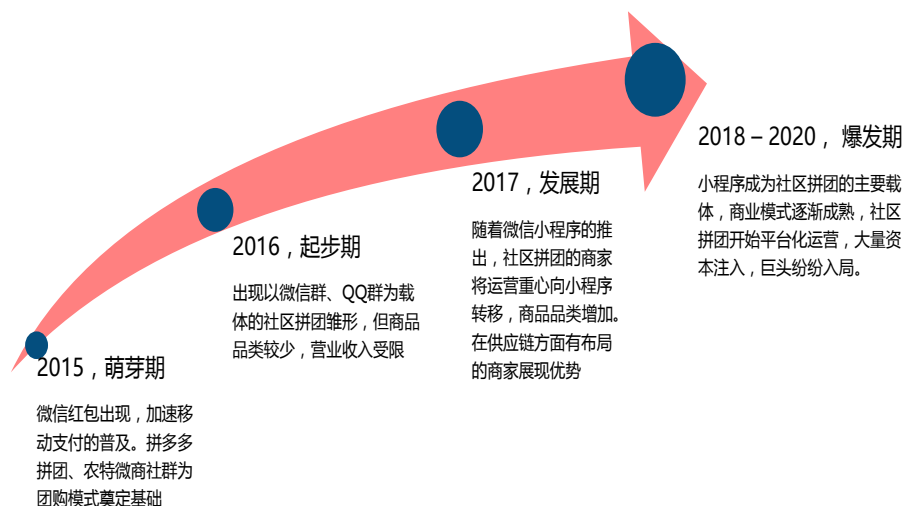 2015，萌芽期
微信红包出现，加速移
动支付的普及。拼多多
拼团、农特微商社群为
团购模式奠定基础
2016，起步期
出现以微信群、QQ群为载
体的社区拼团雏形，但商品
品类较少，营业收入受限
2017，发展期
随着微信小程序的推
出，社区拼团的商家
将运营重心向小程序
转移，商品品类增加。
在供应链方面有布局
的商家展现优势
2018 – 2020， 爆发期
小程序成为社区拼团的主要载
体，商业模式逐渐成熟，社区
拼团开始平台化运营，大量资
本注入，巨头纷纷入局。